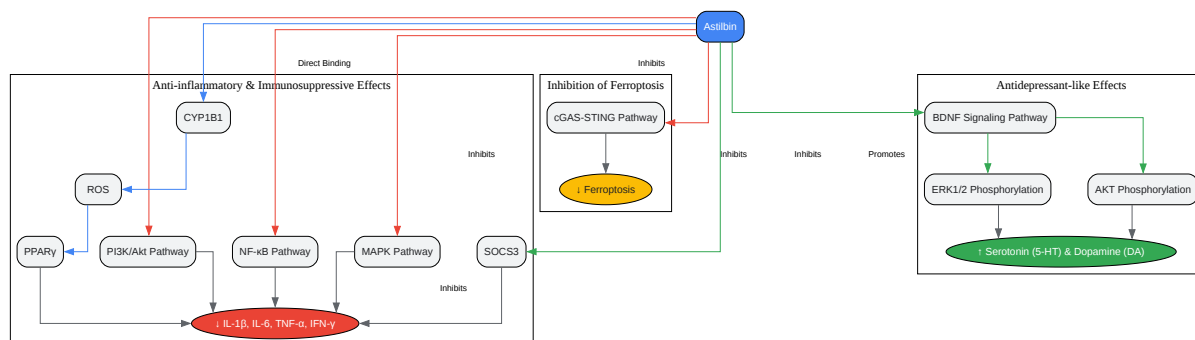 Astilbin
Direct Binding
Inhibits
Anti-inflammatory & Immunosuppressive Effects
Inhibition of Ferroptosis
Antidepressant-like Effects
CYP1B1
cGAS-STING Pathway
BDNF Signaling Pathway
Inhibits
Inhibits
Inhibits
Promotes
ROS
↓ Ferroptosis
ERK1/2 Phosphorylation
AKT Phosphorylation
PPARγ
PI3K/Akt Pathway
NF-κB Pathway
MAPK Pathway
SOCS3
↑ Serotonin (5-HT) & Dopamine (DA)
Inhibits
↓ IL-1β, IL-6, TNF-α, IFN-γ